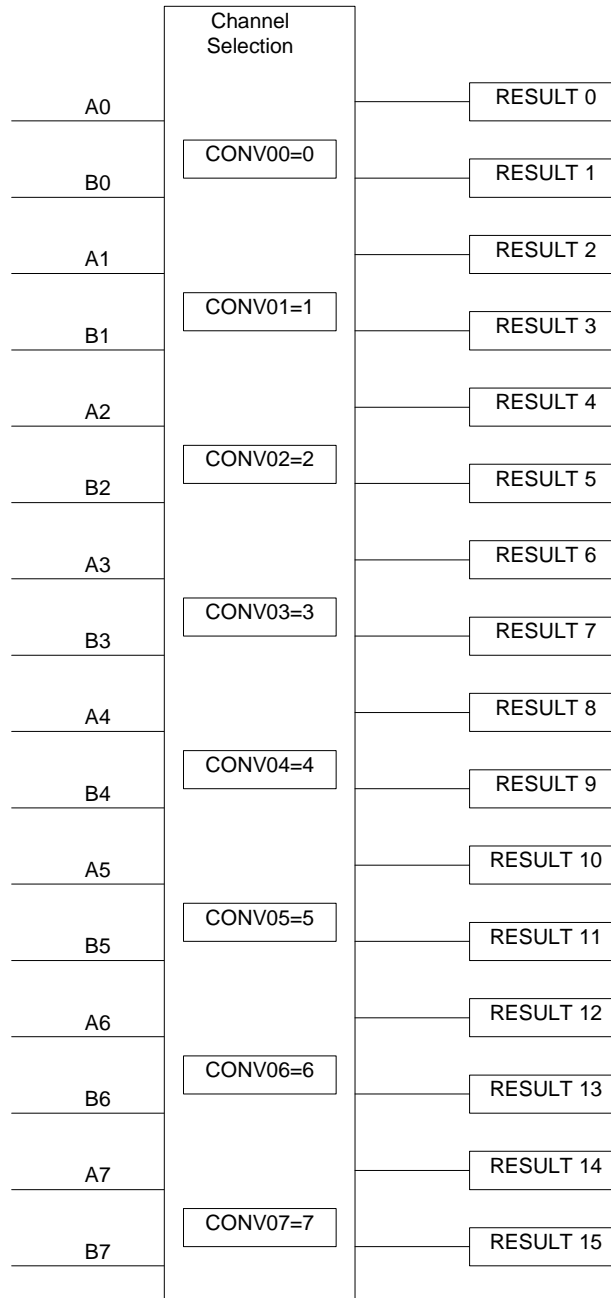 Channel
Selection
A0
RESULT 0
CONV00=0
B0
RESULT 1
A1
RESULT 2
CONV01=1
B1
RESULT 3
A2
RESULT 4
CONV02=2
B2
RESULT 5
A3
RESULT 6
CONV03=3
B3
RESULT 7
A4
RESULT 8
CONV04=4
B4
RESULT 9
A5
RESULT 10
CONV05=5
B5
RESULT 11
A6
RESULT 12
CONV06=6
B6
RESULT 13
A7
RESULT 14
CONV07=7
B7
RESULT 15